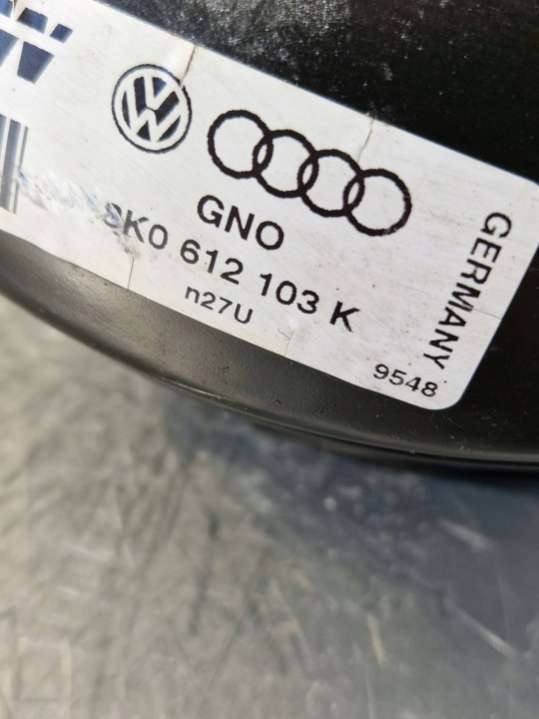 GNO
8K0 612 103 K
n27U
GERMANY
9548